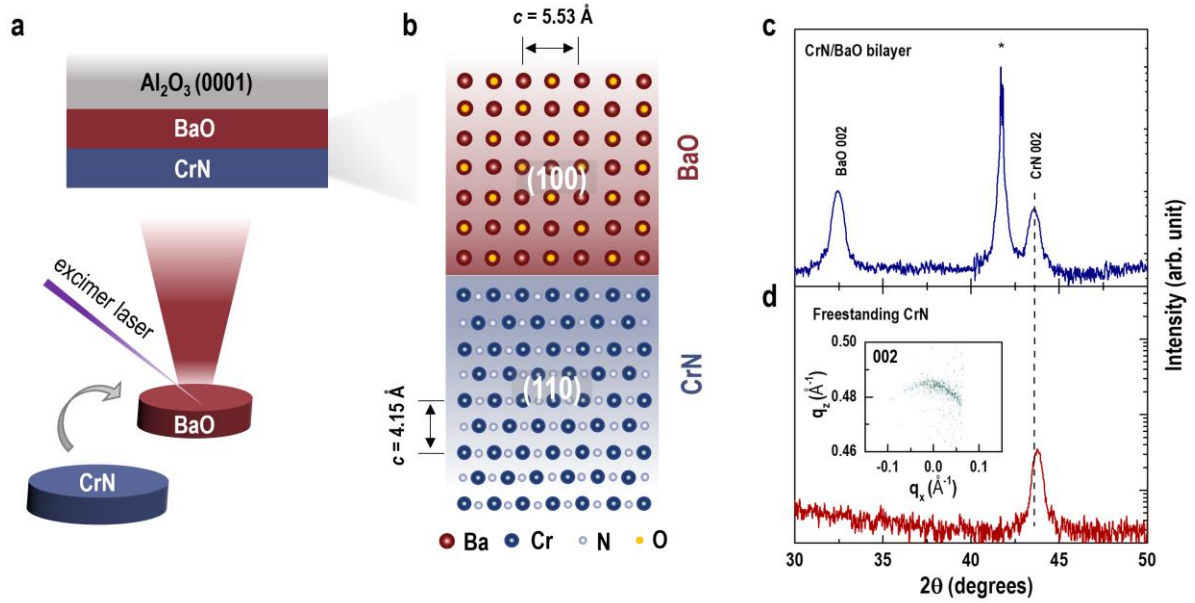 a
Al₂O₃ (0001)
BaO
CrN
excimer laser
BaO
CrN
b
c = 5.53 Å
(100)
BaO
(110)
CrN
c = 4.15 Å
Ba Cr N O
c
CrN/BaO bilayer
*
BaO 002
CrN 002
d
Freestanding CrN
002
0.50
0.48
0.46
qz (Å⁻¹)
-0.1 0.0 0.1
qx (Å⁻¹)
30 35 40 45 50
2θ (degrees)
Intensity (arb. unit)